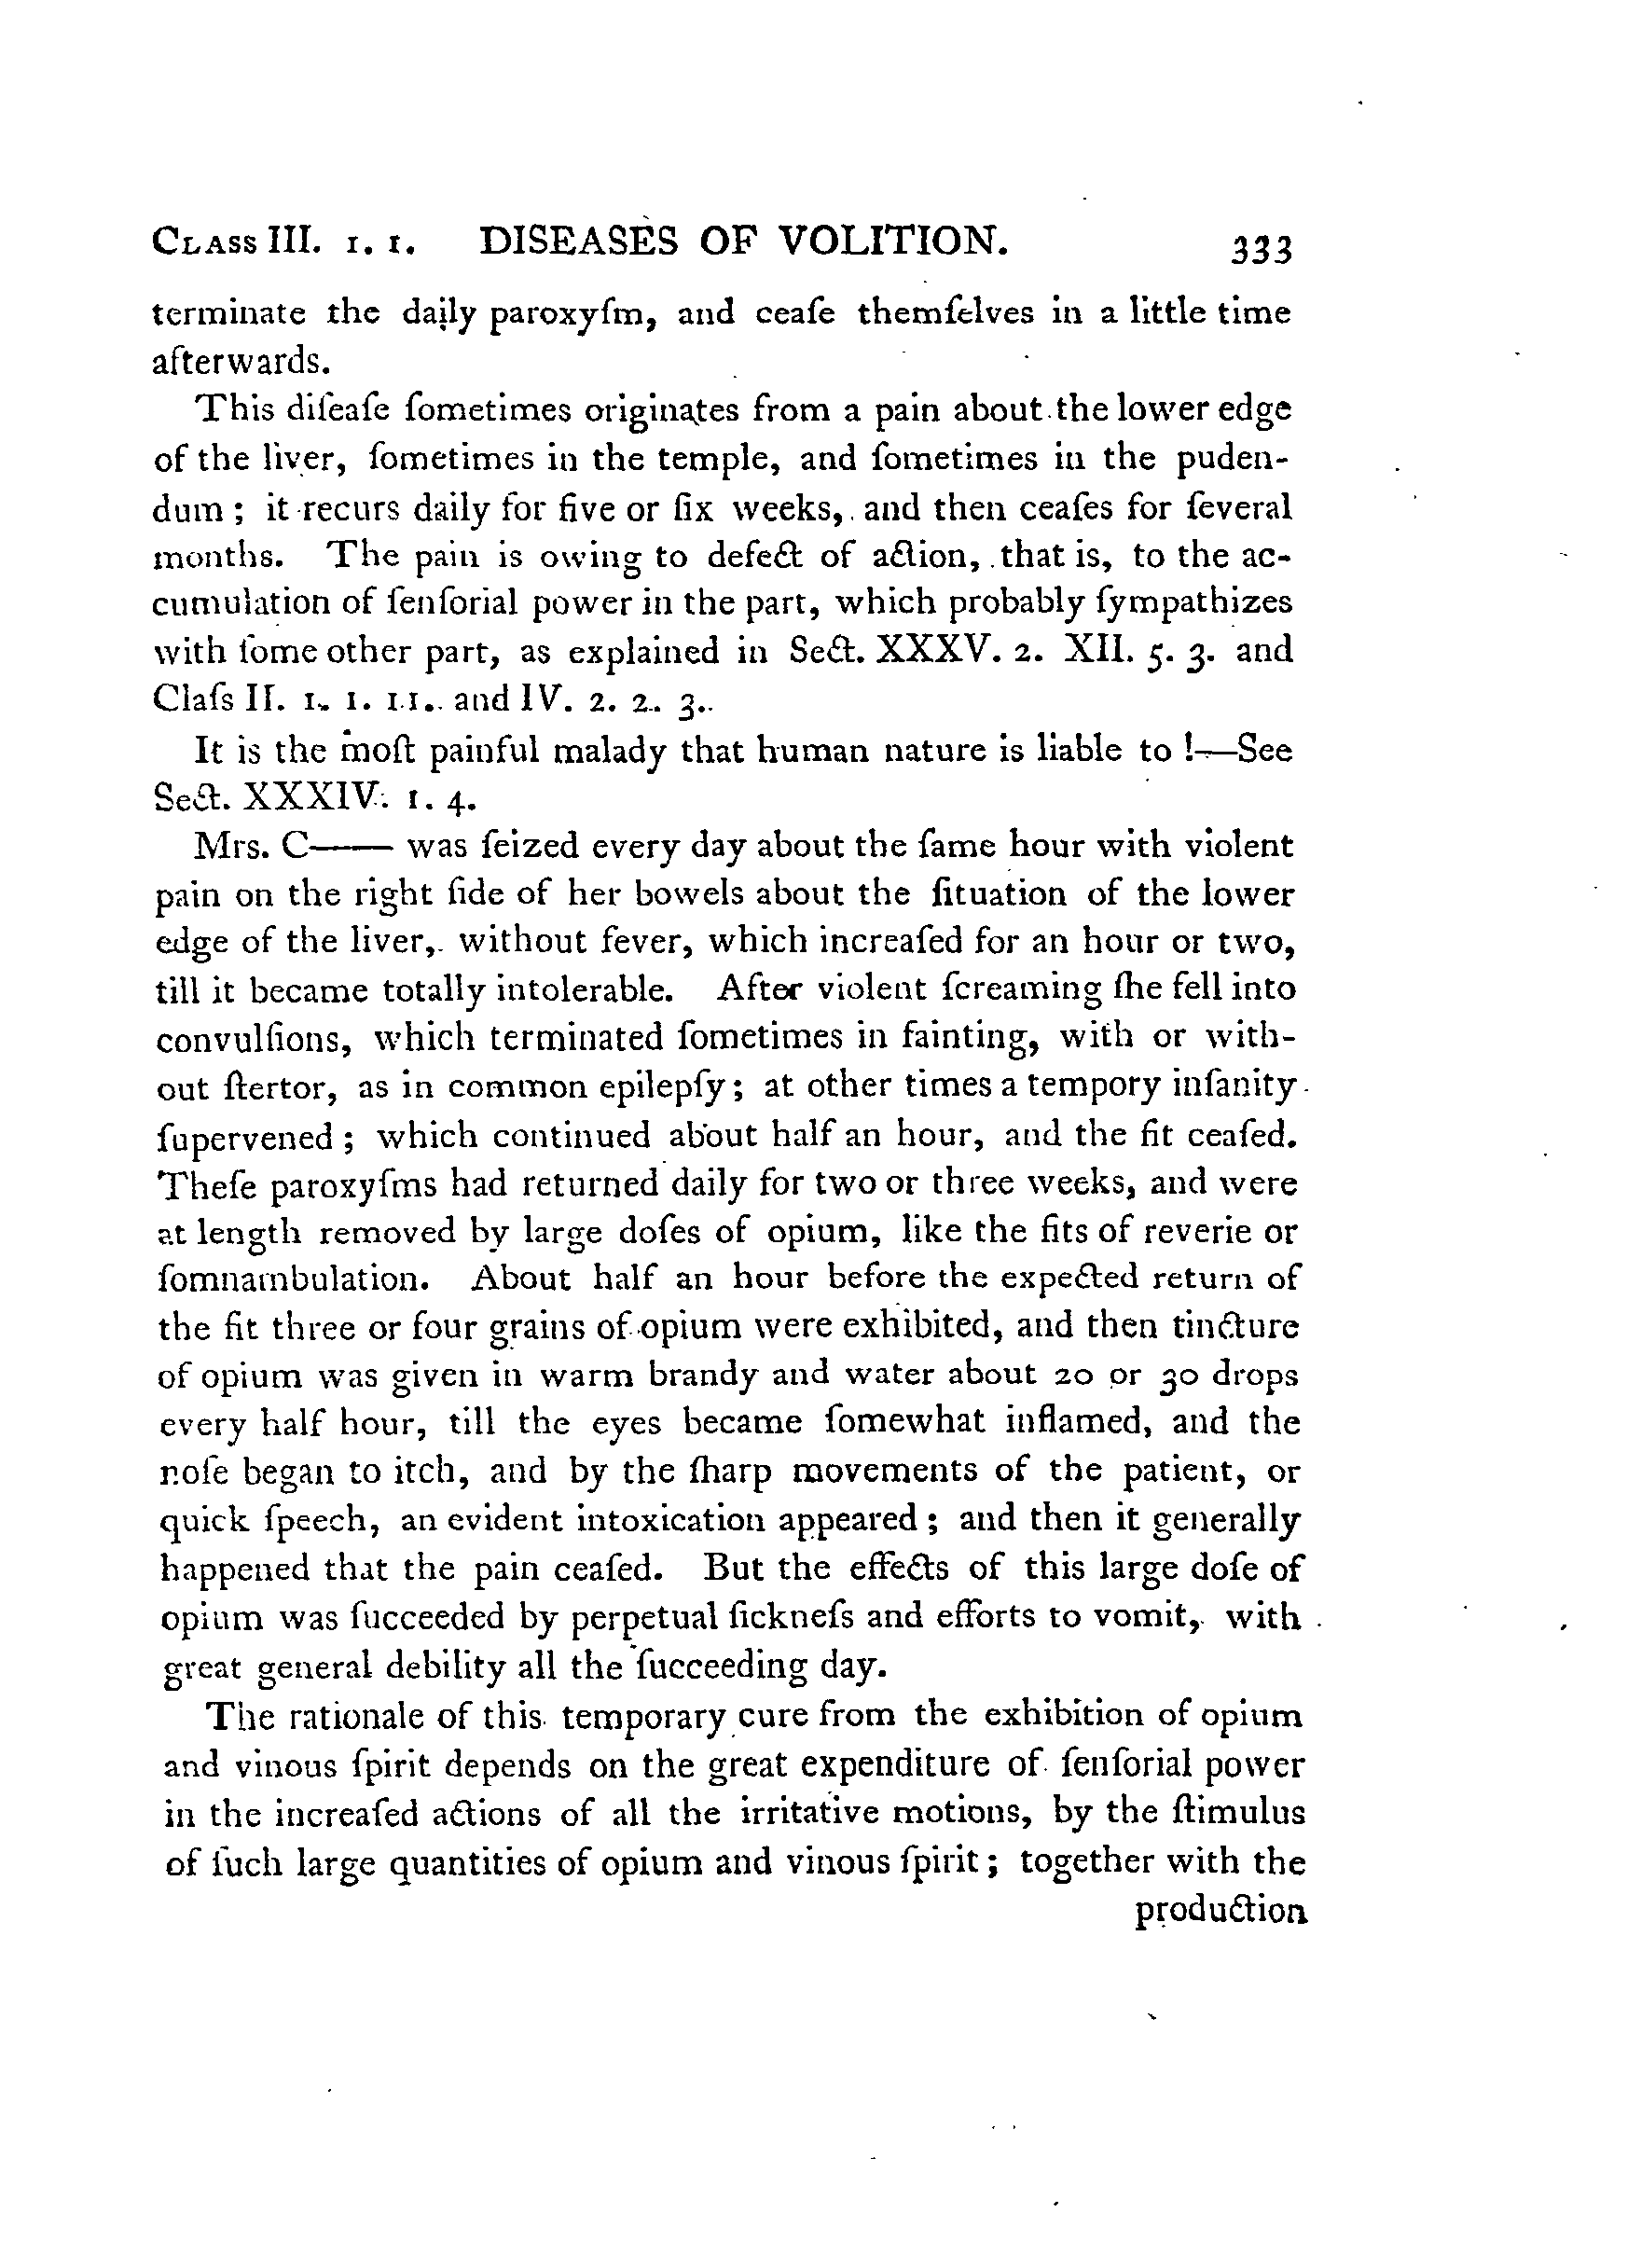 CLASS III. 1. 1. DISEASES OF VOLITION. 333
terminate the daily paroxyſm, and ceaſe themſelves in a little time
afterwards.
This diſeaſe ſometimes originates from a pain about the lower edge
of the liver, ſometimes in the temple, and ſometimes in the puden-
dum; it recurs daily for five or ſix weeks, and then ceaſes for ſeveral
months. The pain is owing to defect of action, that is, to the ac-
cumulation of ſenſorial power in the part, which probably ſympathizes
with ſome other part, as explained in Sect. XXXV. 2. XII. 5. 3. and
Claſs II. 1. 1. 11. and IV. 2. 2. 3.
It is the moſt painful malady that human nature is liable to!—See
Sect. XXXIV. 1. 4.
Mrs. C—— was ſeized every day about the ſame hour with violent
pain on the right ſide of her bowels about the ſituation of the lower
edge of the liver, without fever, which increaſed for an hour or two,
till it became totally intolerable. After violent ſcreaming ſhe fell into
convulſions, which terminated ſometimes in fainting, with or with-
out ſtertor, as in common epilepſy; at other times a tempory inſanity
ſupervened; which continued about half an hour, and the fit ceaſed.
Theſe paroxyſms had returned daily for two or three weeks, and were
at length removed by large doſes of opium, like the fits of reverie or
ſomnambulation. About half an hour before the expected return of
the fit three or four grains of opium were exhibited, and then tincture
of opium was given in warm brandy and water about 20 or 30 drops
every half hour, till the eyes became ſomewhat inflamed, and the
noſe began to itch, and by the ſharp movements of the patient, or
quick ſpeech, an evident intoxication appeared; and then it generally
happened that the pain ceaſed. But the effects of this large doſe of
opium was ſucceeded by perpetual ſickneſs and efforts to vomit, with
great general debility all the ſucceeding day.
The rationale of this temporary cure from the exhibition of opium
and vinous ſpirit depends on the great expenditure of ſenſorial power
in the increaſed actions of all the irritative motions, by the ſtimulus
of ſuch large quantities of opium and vinous ſpirit; together with the
production